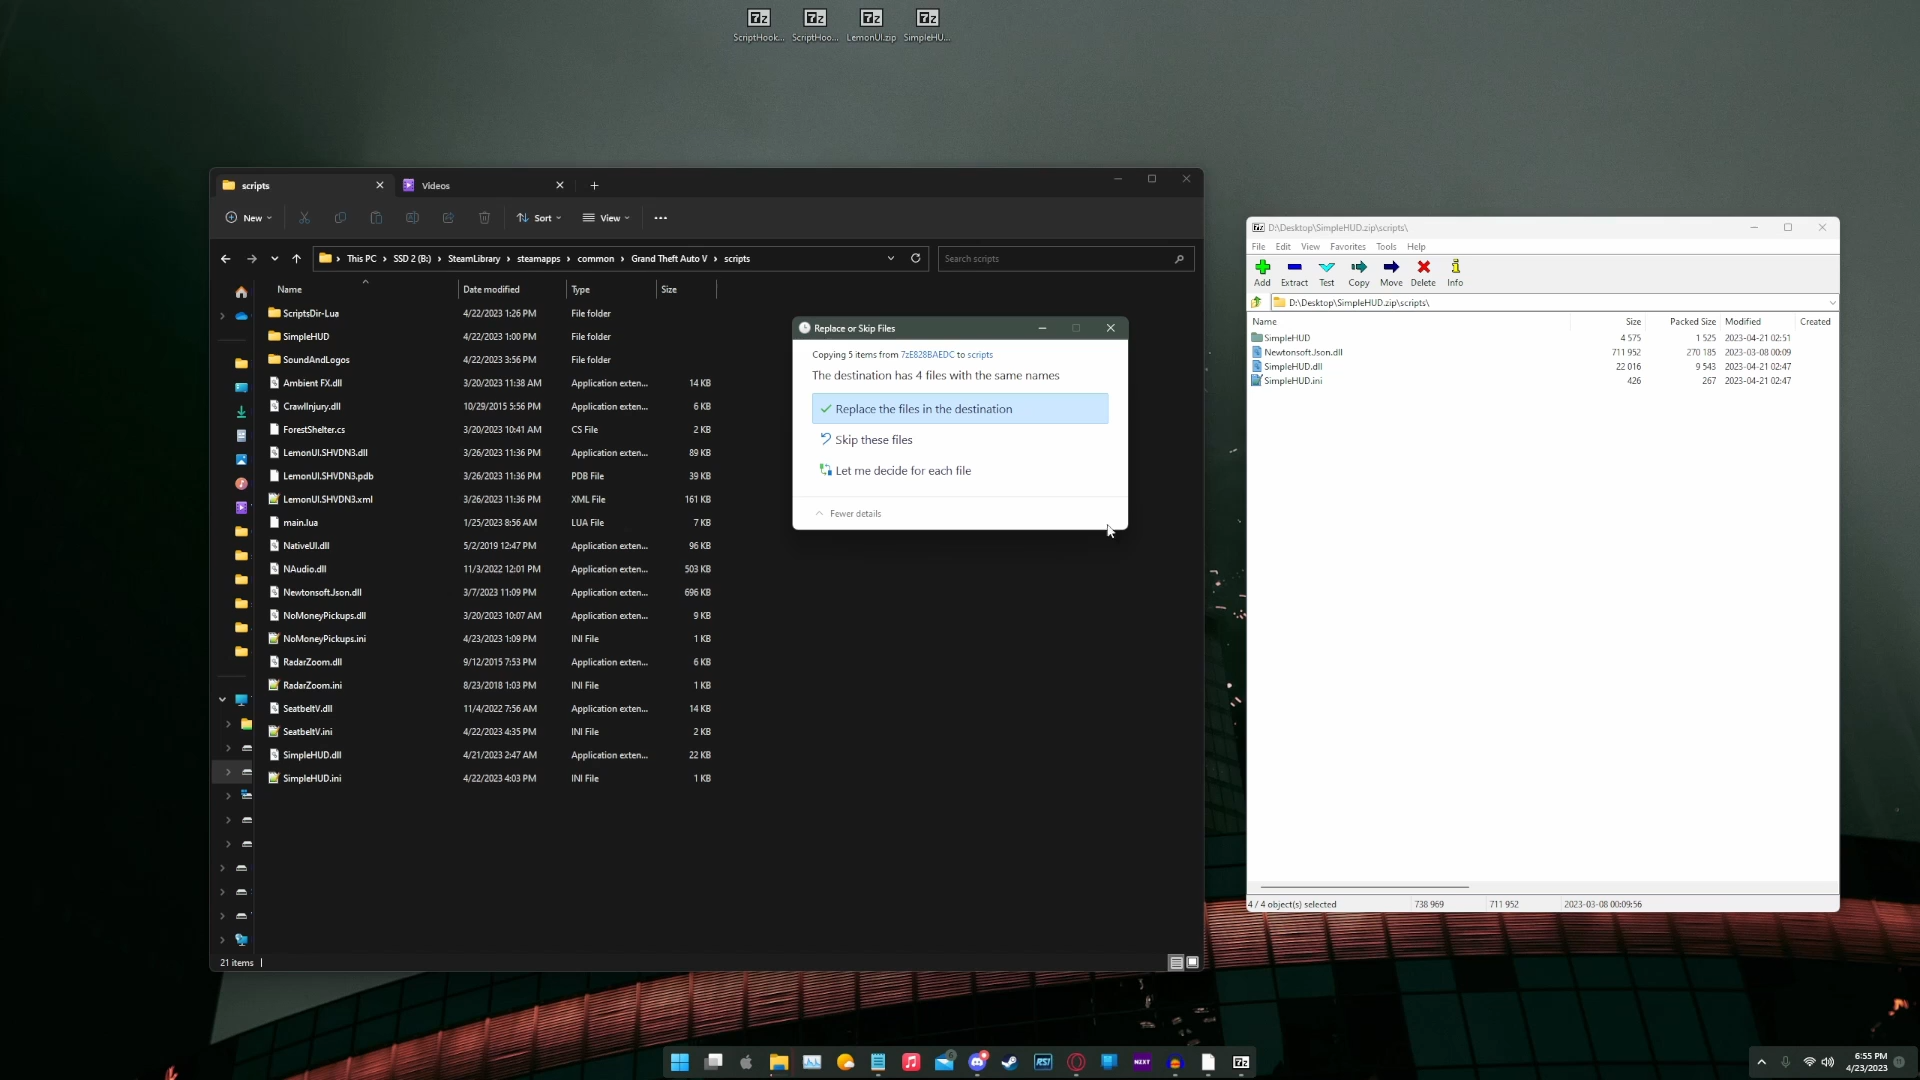 ScriptHook...
ScriptHoo...
LemonUI.zip
SimpleHU...
scripts
Videos
New
Sort
View
This PC › SSD 2 (B:) › SteamLibrary › steamapps › common › Grand Theft Auto V › scripts
Search scripts
Name Date modified Type Size
ScriptsDir-Lua 4/22/2023 1:26 PM File folder
SimpleHUD 4/22/2023 1:00 PM File folder
SoundAndLogos 4/22/2023 3:56 PM File folder
Ambient FX.dll 3/20/2023 11:38 AM Application exten... 14 KB
CrawlInjury.dll 10/29/2015 5:56 PM Application exten... 6 KB
ForestShelter.cs 3/20/2023 10:41 AM CS File 2 KB
LemonUI.SHVDN3.dll 3/26/2023 11:36 PM Application exten... 89 KB
LemonUI.SHVDN3.pdb 3/26/2023 11:36 PM PDB File 39 KB
LemonUI.SHVDN3.xml 3/26/2023 11:36 PM XML File 161 KB
main.lua 1/25/2023 8:56 AM LUA File 7 KB
NativeUI.dll 5/2/2019 12:47 PM Application exten... 96 KB
NAudio.dll 11/3/2022 12:01 PM Application exten... 503 KB
Newtonsoft.Json.dll 3/7/2023 11:09 PM Application exten... 696 KB
NoMoneyPickups.dll 3/20/2023 10:07 AM Application exten... 9 KB
NoMoneyPickups.ini 4/23/2023 1:09 PM INI File 1 KB
RadarZoom.dll 9/12/2015 7:53 PM Application exten... 6 KB
RadarZoom.ini 8/23/2018 1:03 PM INI File 1 KB
SeatbeltV.dll 11/4/2022 7:56 AM Application exten... 14 KB
SeatbeltV.ini 4/22/2023 4:35 PM INI File 2 KB
SimpleHUD.dll 4/21/2023 2:47 AM Application exten... 22 KB
SimpleHUD.ini 4/22/2023 4:03 PM INI File 1 KB
21 items
Replace or Skip Files
Copying 5 items from 7zE828BAEDC to scripts
The destination has 4 files with the same names
Replace the files in the destination
Skip these files
Let me decide for each file
Fewer details
D:\Desktop\SimpleHUD.zip\scripts\
File Edit View Favorites Tools Help
Add Extract Test Copy Move Delete Info
D:\Desktop\SimpleHUD.zip\scripts\
Name Size Packed Size Modified Created
SimpleHUD 4 575 1 525 2023-04-21 02:51
Newtonsoft.Json.dll 711 952 270 185 2023-03-08 00:09
SimpleHUD.dll 22 016 9 543 2023-04-21 02:47
SimpleHUD.ini 426 267 2023-04-21 02:47
4 / 4 object(s) selected 738 969 711 952 2023-03-08 00:09:56
RSI
NZXT
7z
6:55 PM
4/23/2023